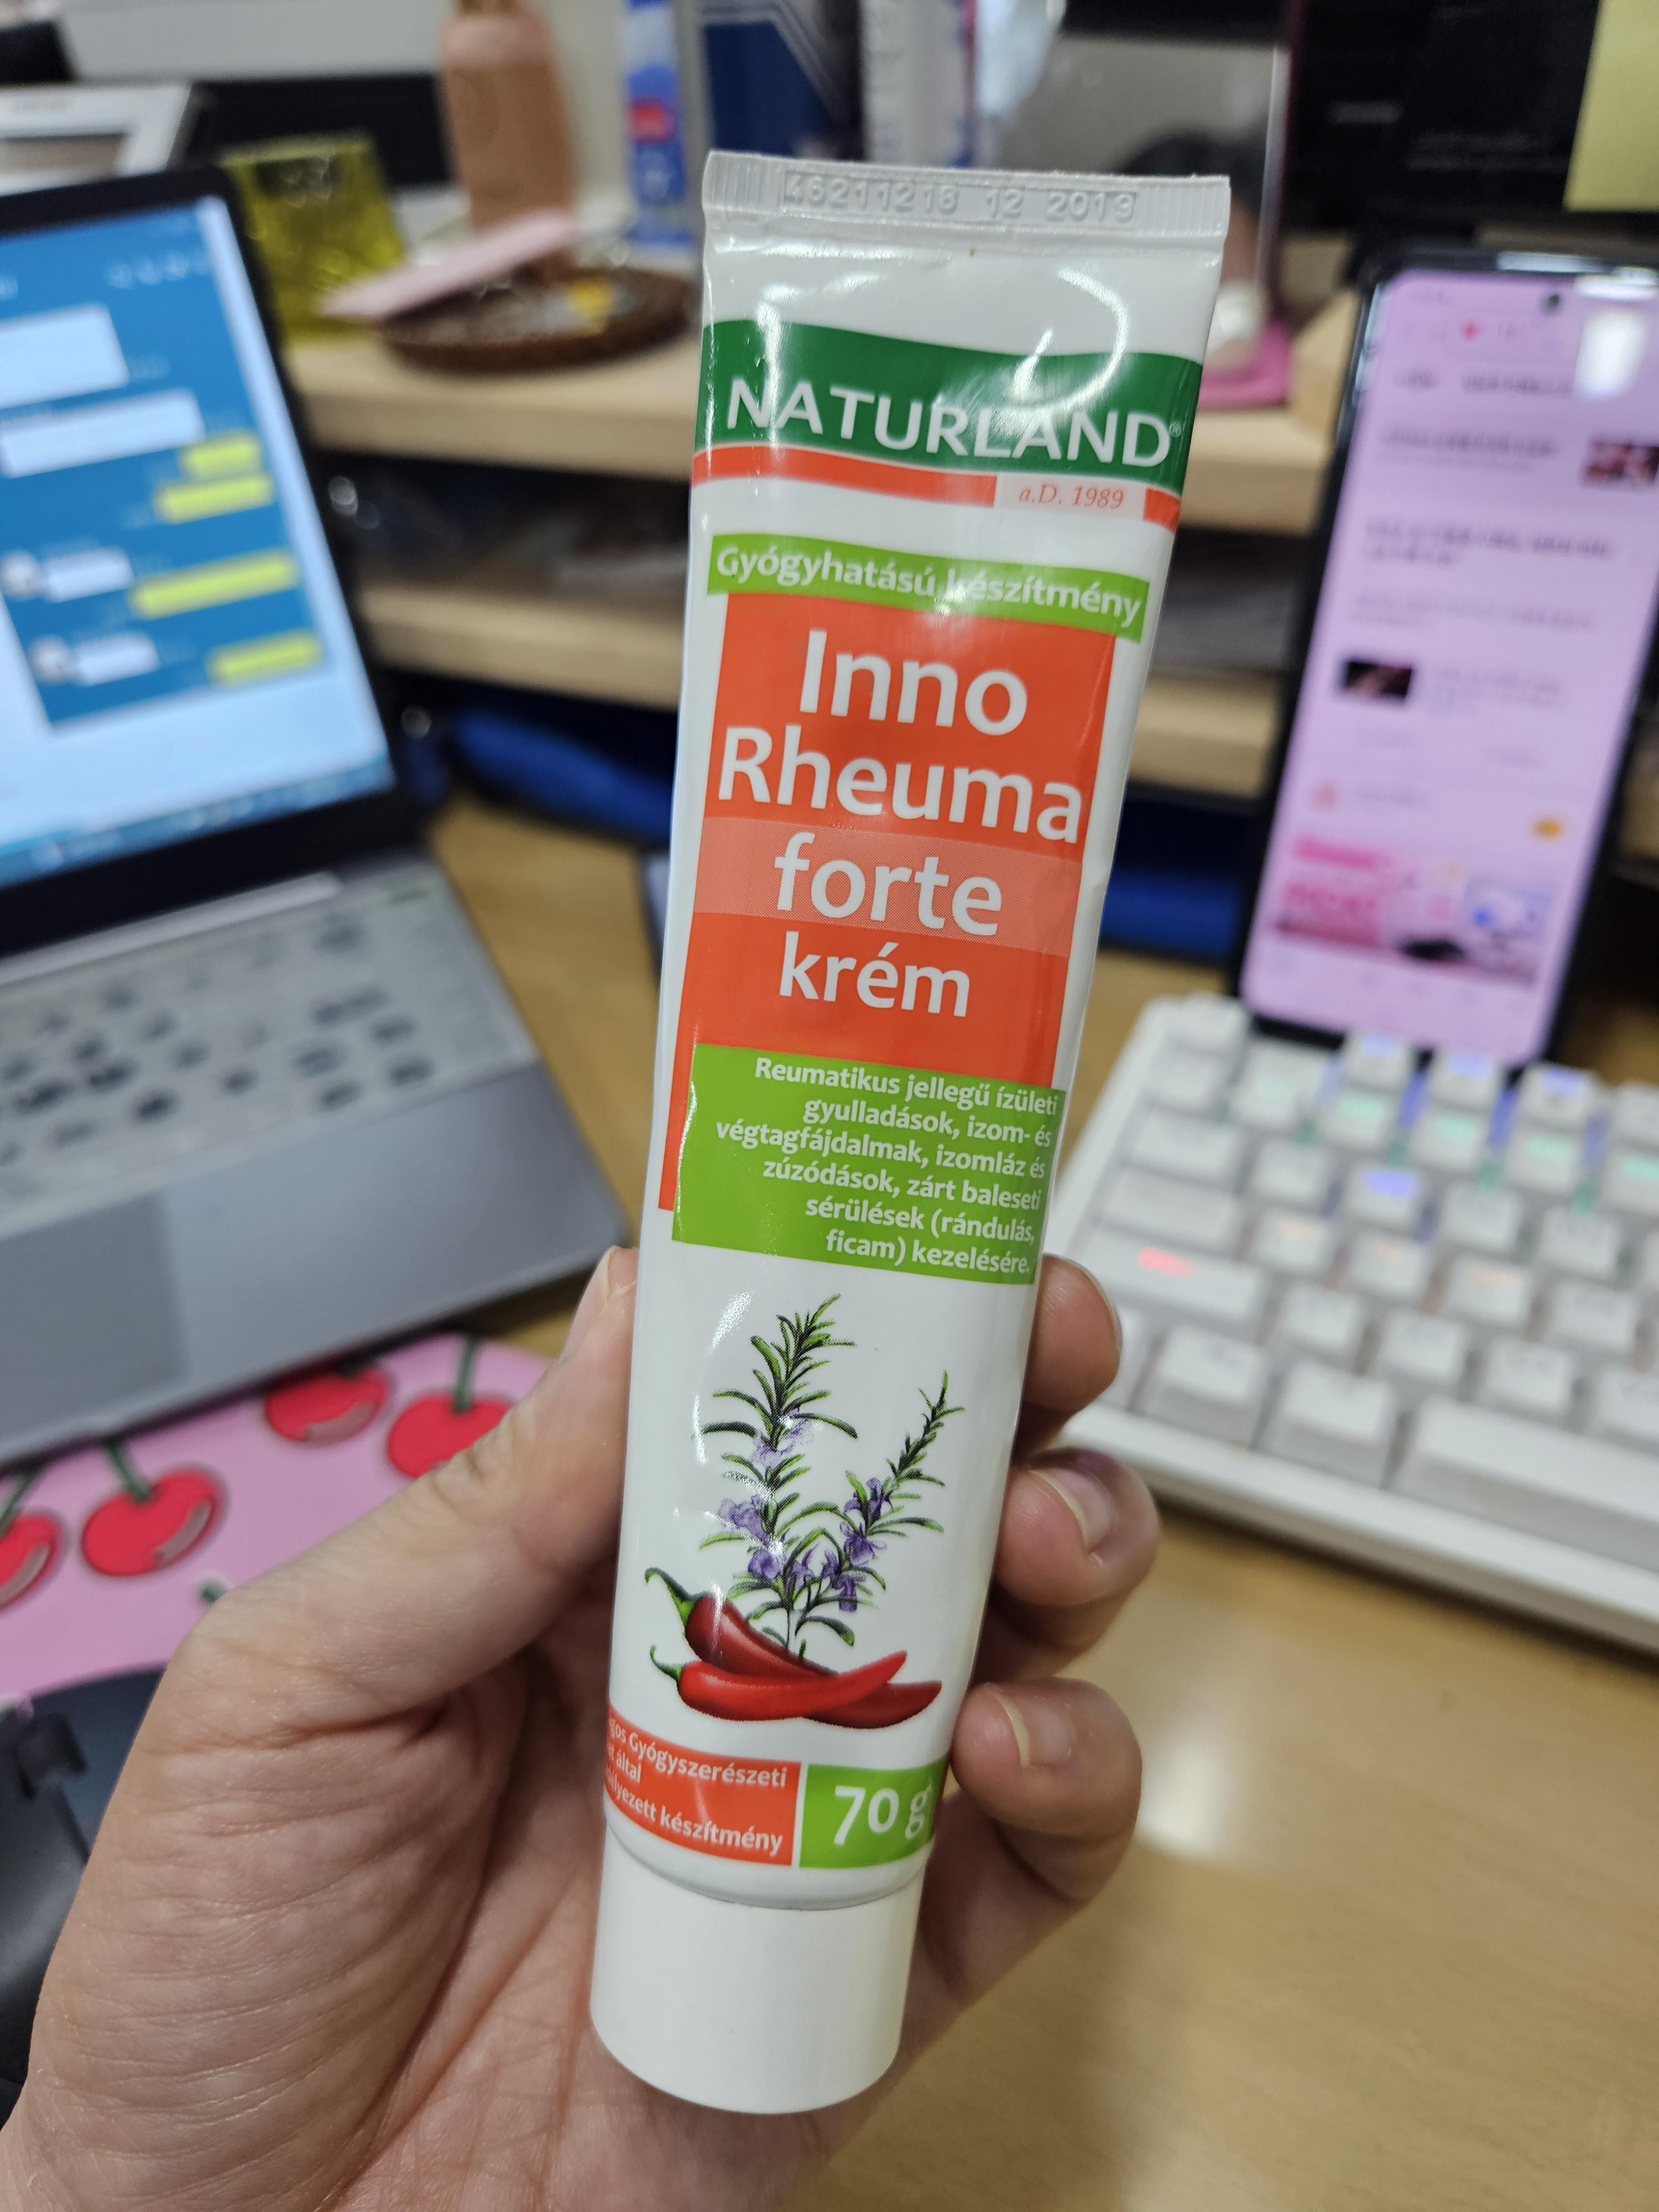 46211218 12 2019
NATURLAND®
a.D. 1989
Gyógyhatású készítmény
Inno
Rheuma
forte
krém
Reumatikus jellegű ízületi
gyulladások, izom- és
végtagfájdalmak, izomláz és
zúzódások, zárt baleseti
sérülések (rándulás,
ficam) kezelésére.
Gyógyszerészeti
által
készítmény
70 g